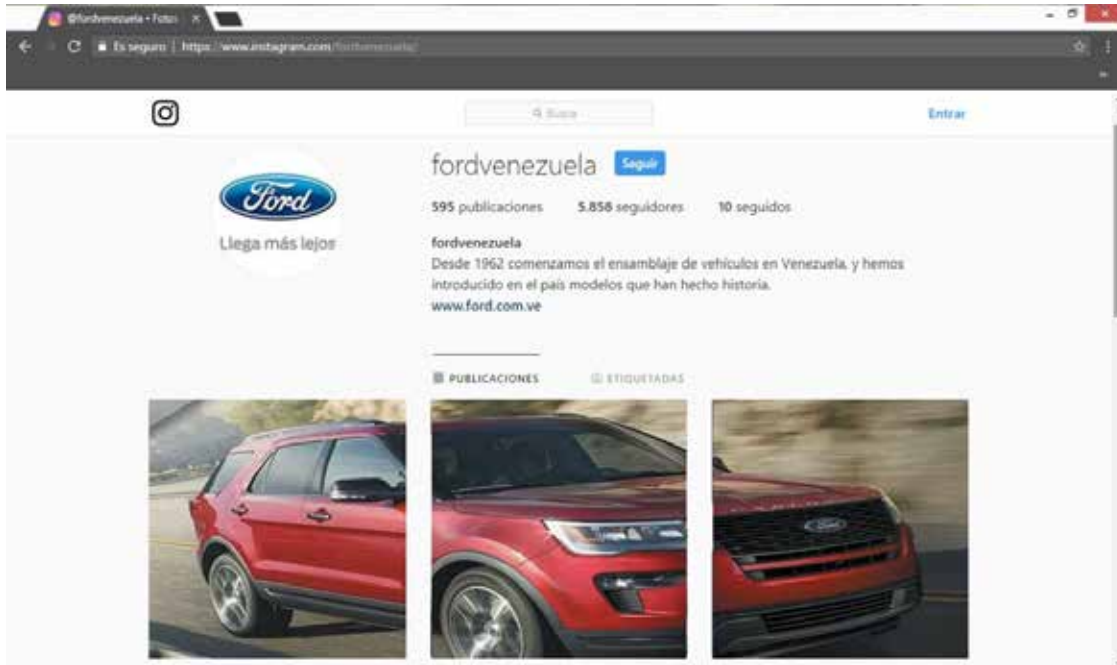 @fordvenezuela • Fotos
Es seguro | https://www.instagram.com/fordvenezuela/
Busca
Entrar
Ford
Llega más lejos
fordvenezuela Seguir
595 publicaciones 5.858 seguidores 10 seguidos
fordvenezuela
Desde 1962 comenzamos el ensamblaje de vehículos en Venezuela, y hemos
introducido en el país modelos que han hecho historia.
www.ford.com.ve
PUBLICACIONES ETIQUETADAS
Ford